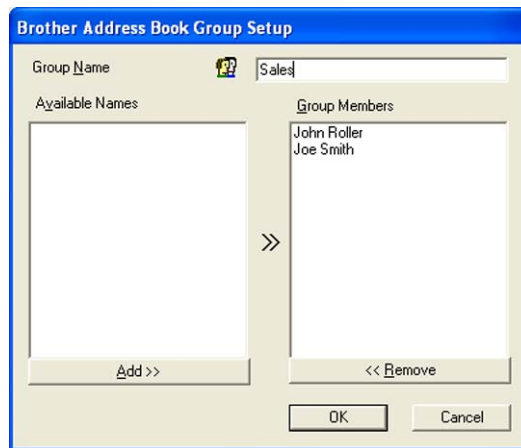 Brother Address Book Group Setup
Group Name
Sales
Available Names
Group Members
John Roller
Joe Smith
>>
Add >>
<< Remove
OK
Cancel